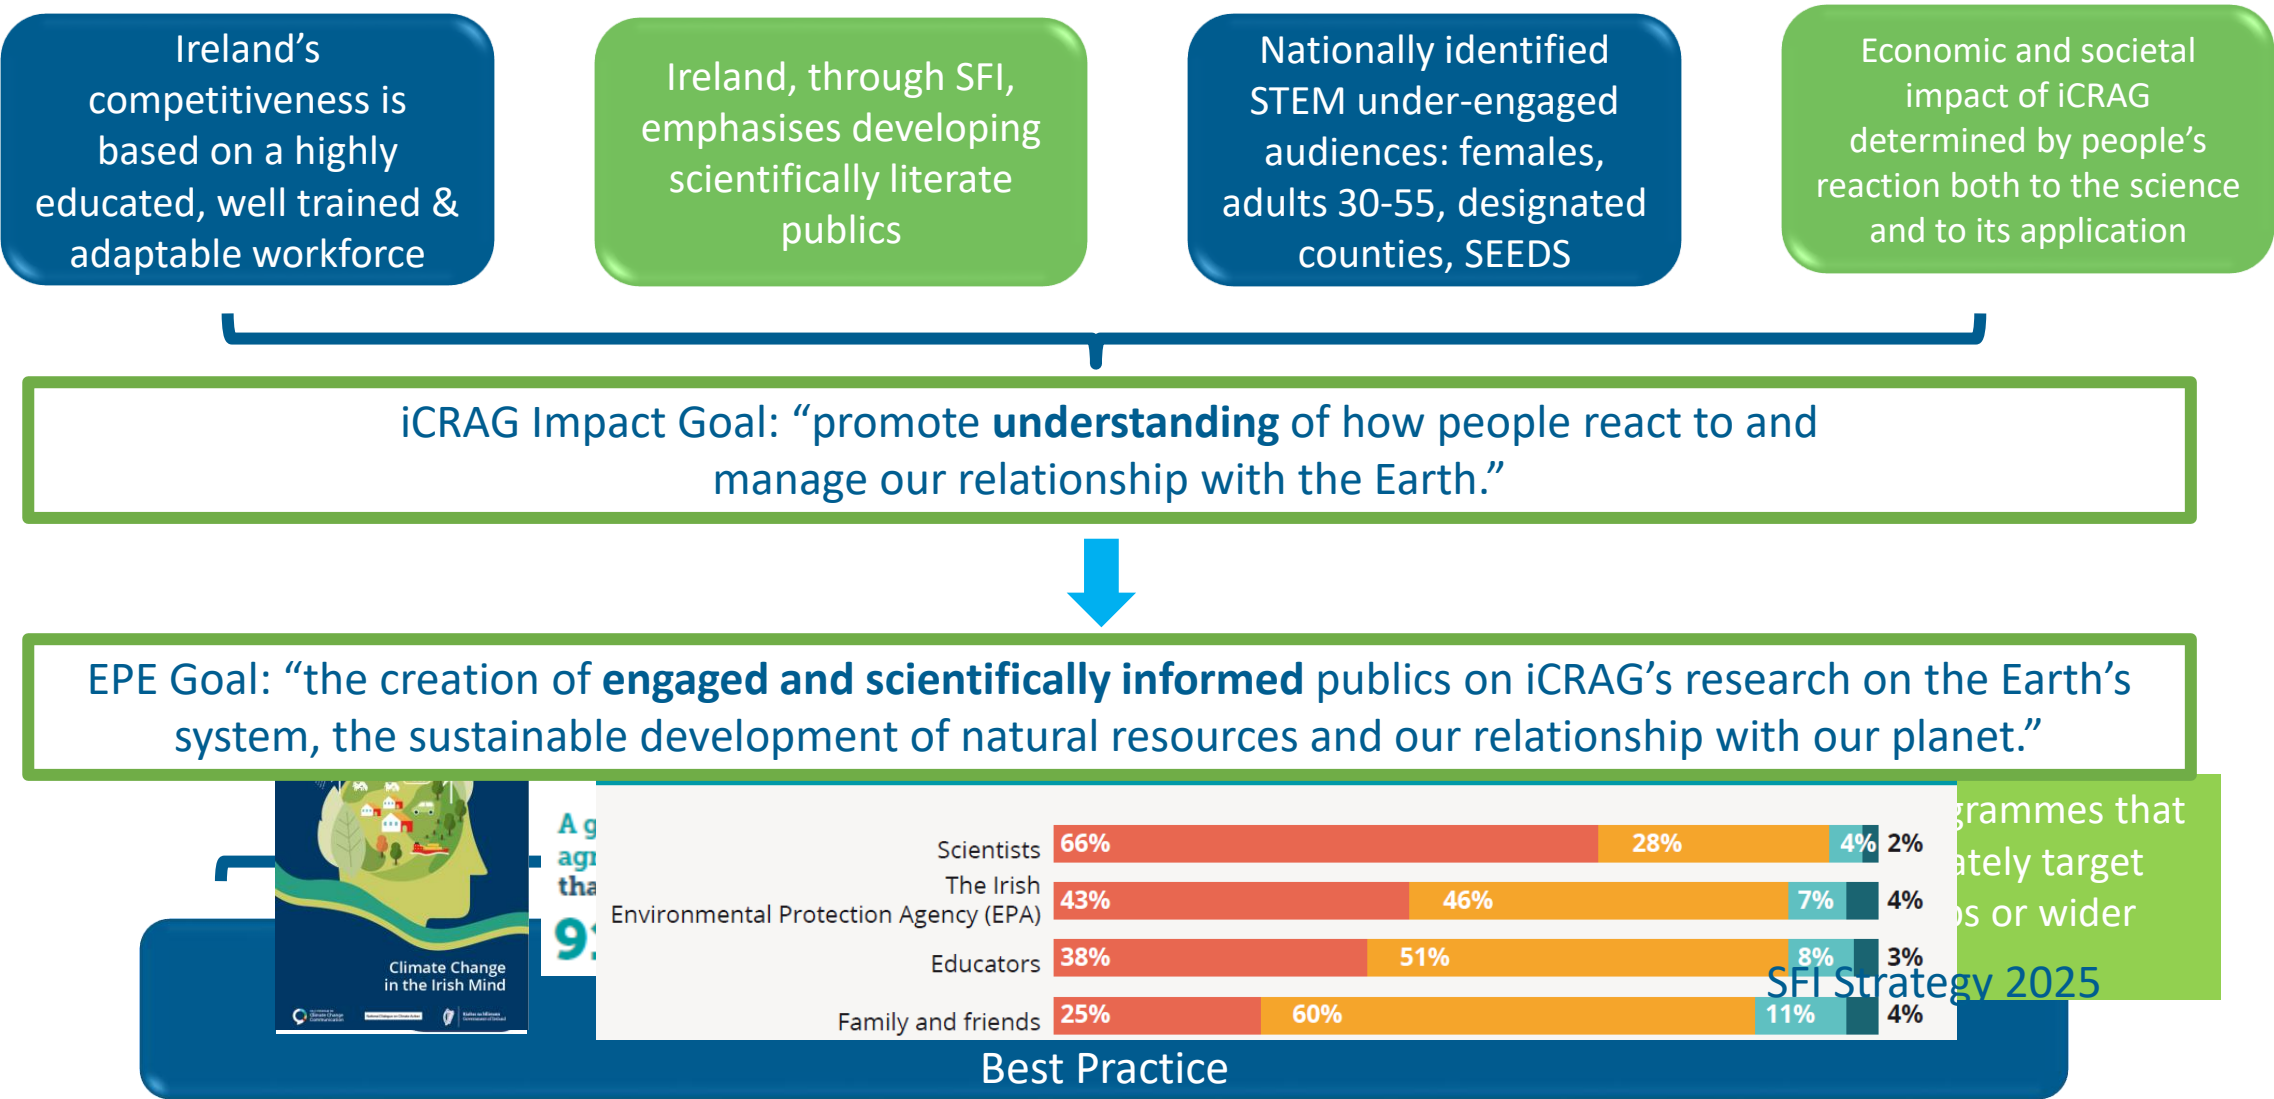 Ireland’s
competitiveness is
based on a highly
educated, well trained &
adaptable workforce
Ireland, through SFI,
emphasises developing
scientifically literate
publics
Nationally identified
STEM under-engaged
audiences: females,
adults 30-55, designated
counties, SEEDS
Economic and societal
impact of iCRAG
determined by people’s
reaction both to the science
and to its application
iCRAG Impact Goal: “promote understanding of how people react to and
manage our relationship with the Earth.”
EPE Goal: “the creation of engaged and scientifically informed publics on iCRAG’s research on the Earth’s
system, the sustainable development of natural resources and our relationship with our planet.”
Climate Change
in the Irish Mind
A
Scientists 66% 28% 4% 2%
The Irish
Environmental Protection Agency (EPA) 43% 46% 7% 4%
Educators 38% 51% 8% 3%
Family and friends 25% 60% 11% 4%
that
target
or wider
SFI Strategy 2025
Best Practice